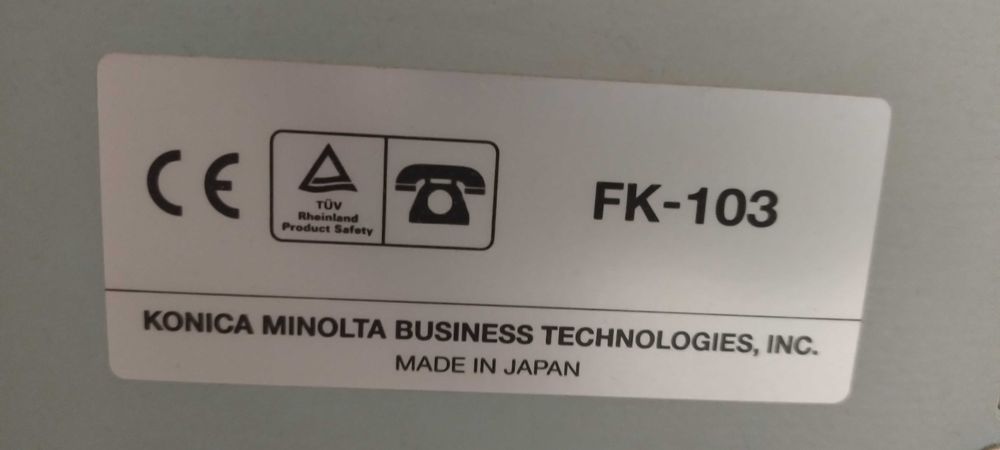 CE
TÜV
Rheinland
Product Safety
FK-103
KONICA MINOLTA BUSINESS TECHNOLOGIES, INC.
MADE IN JAPAN